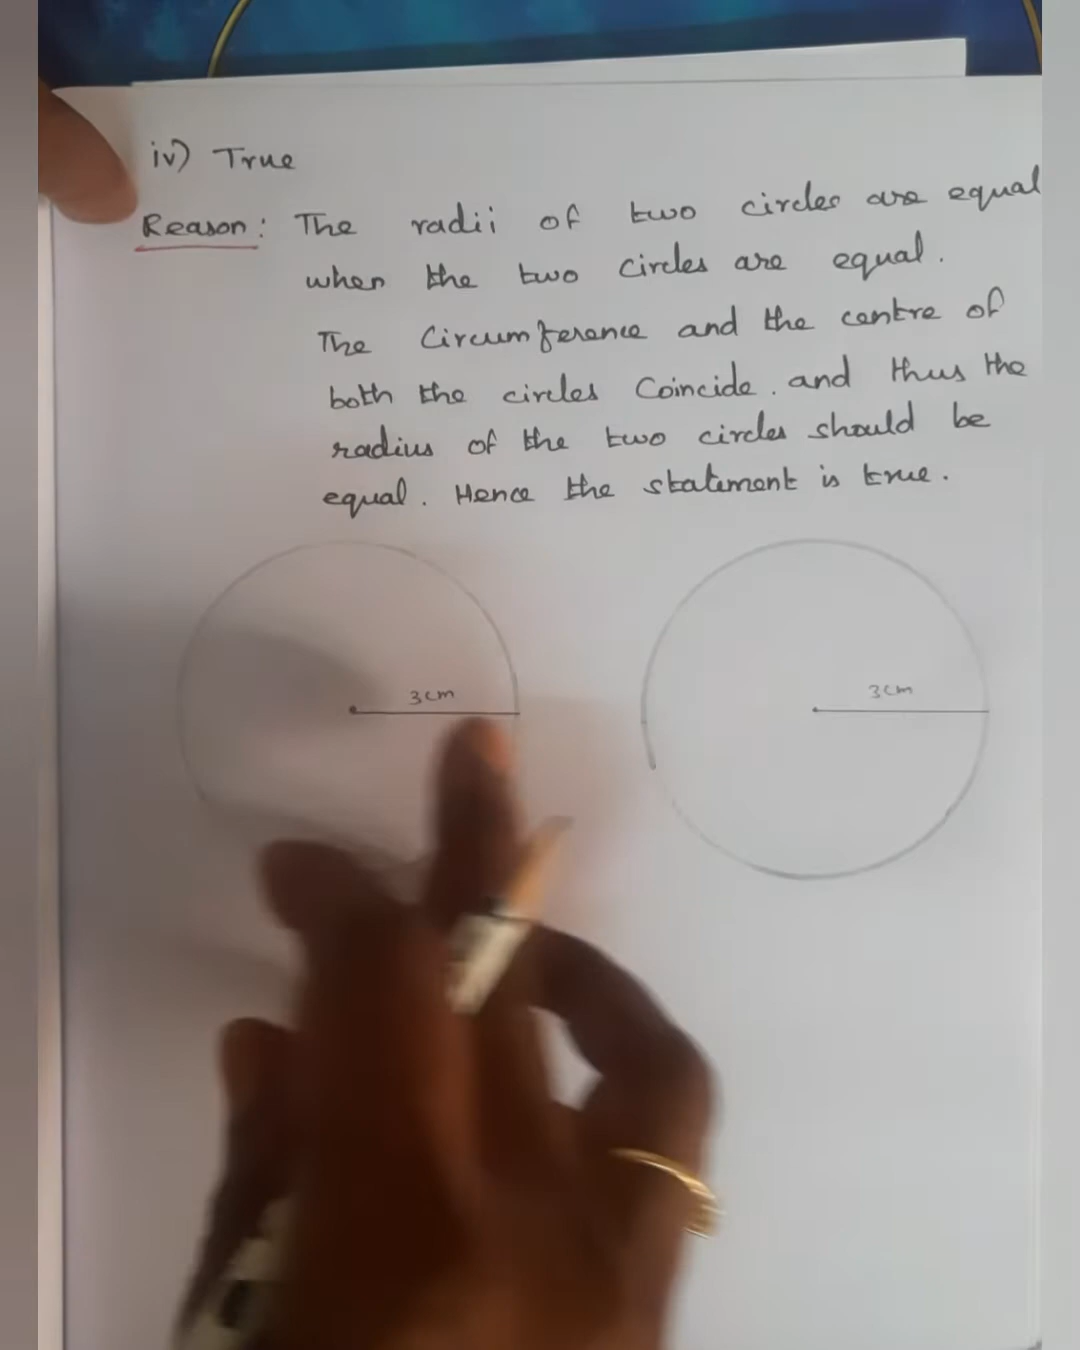 iv) True
Reason: The radii of two circles are equal
when the two circles are equal.
The Circumference and the centre of
both the circles Coincide. and thus the
radius of the two circles should be
equal. Hence the statement is true.
3cm
3cm